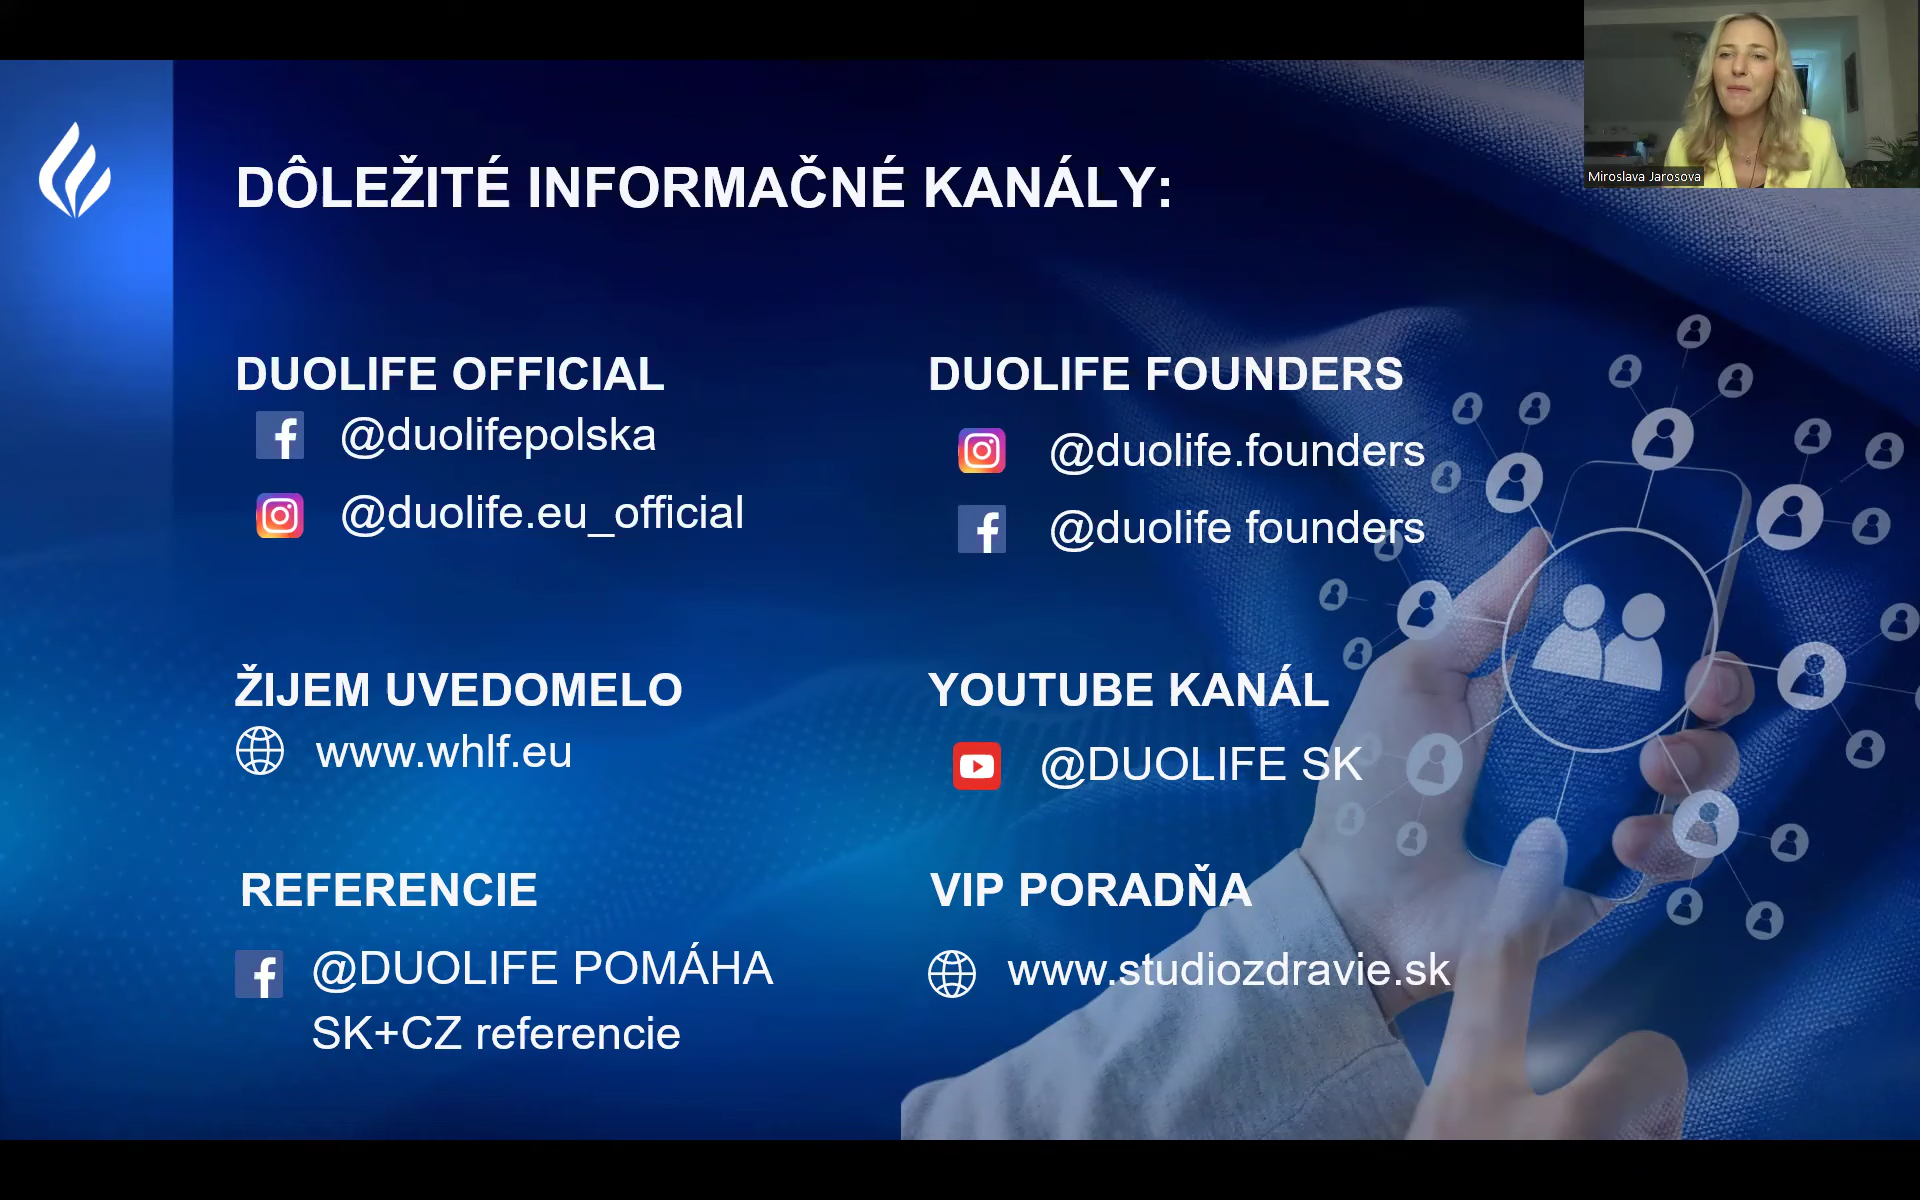 Miroslava Jarosova
DÔLEŽITÉ INFORMAČNÉ KANÁLY:
DUOLIFE OFFICIAL
@duolifepolska
@duolife.eu_official
DUOLIFE FOUNDERS
@duolife.founders
@duolife founders
ŽIJEM UVEDOMELO
www.whlf.eu
YOUTUBE KANÁL
@DUOLIFE SK
REFERENCIE
@DUOLIFE POMÁHA
SK+CZ referencie
VIP PORADŇA
www.studiozdravie.sk